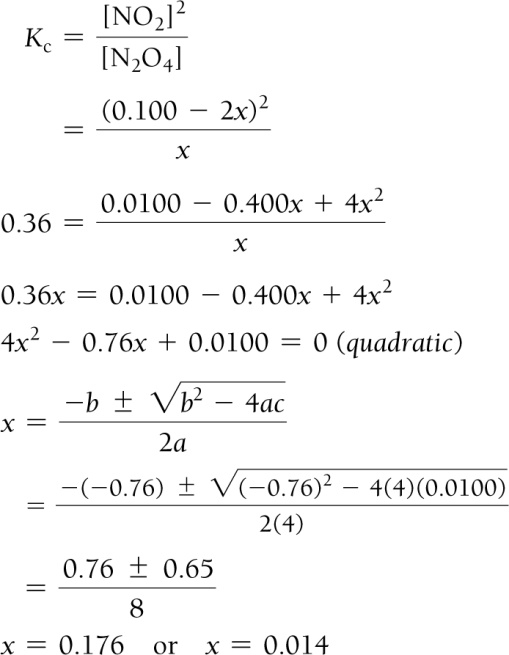 K_c = [NO₂]² / [N₂O₄]
= (0.100 − 2x)² / x
0.36 = (0.0100 − 0.400x + 4x²) / x
0.36x = 0.0100 − 0.400x + 4x²
4x² − 0.76x + 0.0100 = 0 (quadratic)
x = (−b ± √(b² − 4ac)) / 2a
= (−(−0.76) ± √((−0.76)² − 4(4)(0.0100))) / 2(4)
= (0.76 ± 0.65) / 8
x = 0.176 or x = 0.014